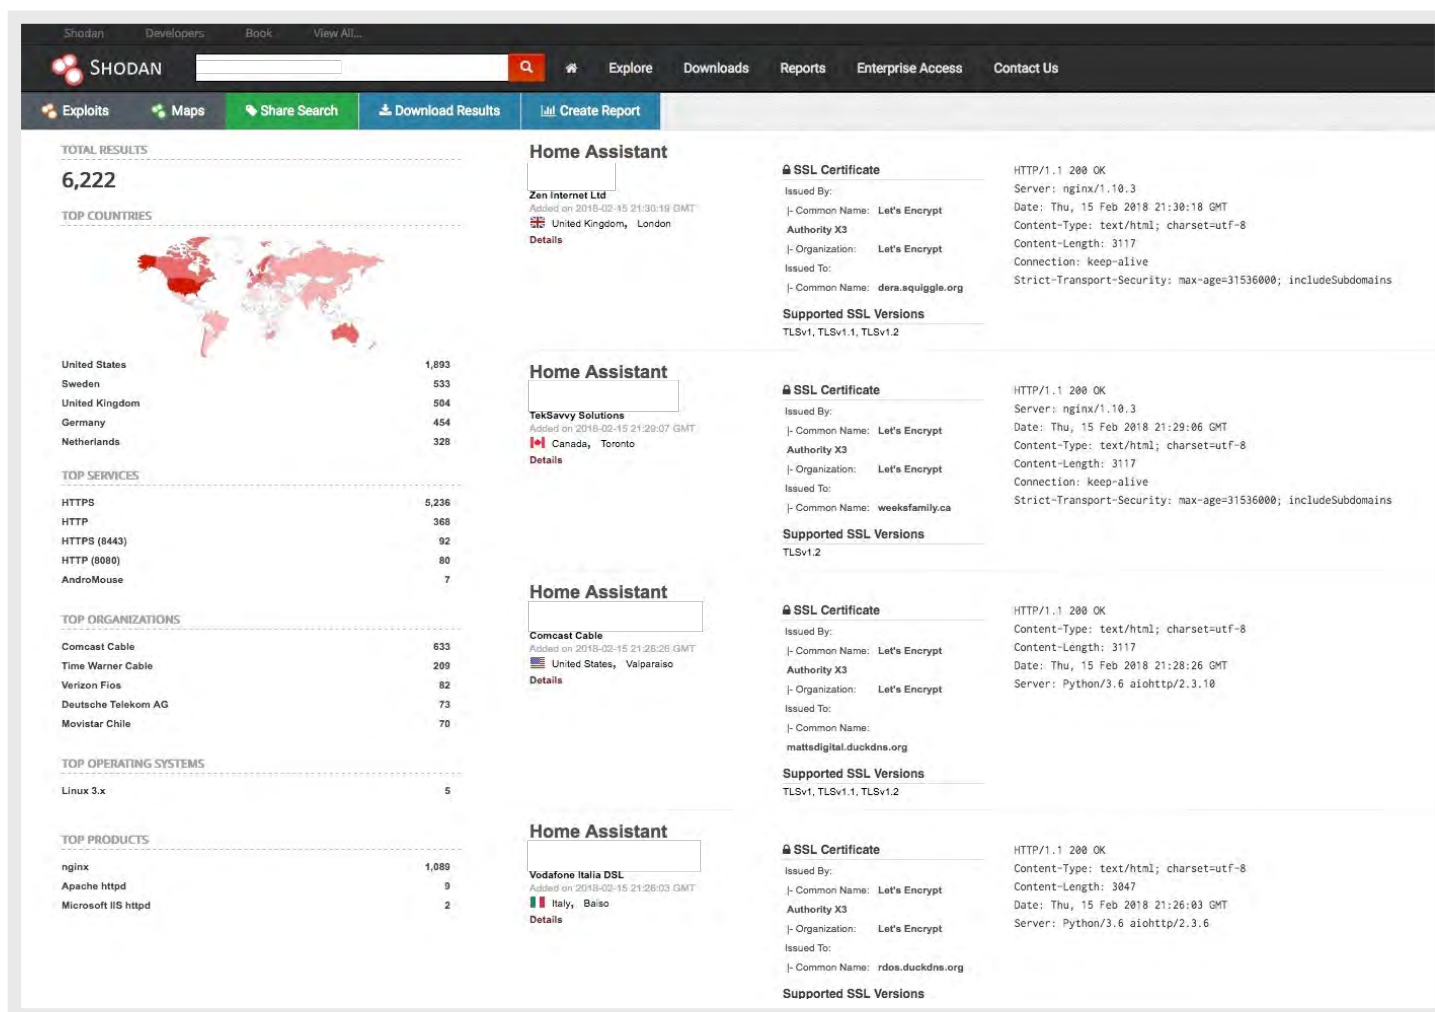 Shodan Developers Book View All...
SHODAN Explore Downloads Reports Enterprise Access Contact Us
Exploits Maps Share Search Download Results Create Report
TOTAL RESULTS
6,222
TOP COUNTRIES
United States 1,893
Sweden 533
United Kingdom 504
Germany 454
Netherlands 328
TOP SERVICES
HTTPS 5,236
HTTP 368
HTTPS (8443) 92
HTTP (8080) 80
AndroMouse 7
TOP ORGANIZATIONS
Comcast Cable 633
Time Warner Cable 209
Verizon Fios 82
Deutsche Telekom AG 73
Movistar Chile 70
TOP OPERATING SYSTEMS
Linux 3.x 5
TOP PRODUCTS
nginx 1,089
Apache httpd 9
Microsoft IIS httpd 2
Home Assistant
Zen Internet Ltd
Added on 2018-02-15 21:30:19 GMT
United Kingdom, London
Details
SSL Certificate
Issued By:
|- Common Name: Let's Encrypt
Authority X3
|- Organization: Let's Encrypt
Issued To:
|- Common Name: dera.squiggle.org
Supported SSL Versions
TLSv1, TLSv1.1, TLSv1.2
HTTP/1.1 200 OK
Server: nginx/1.10.3
Date: Thu, 15 Feb 2018 21:30:18 GMT
Content-Type: text/html; charset=utf-8
Content-Length: 3117
Connection: keep-alive
Strict-Transport-Security: max-age=31536000; includeSubdomains
Home Assistant
TekSavvy Solutions
Added on 2018-02-15 21:29:07 GMT
Canada, Toronto
Details
SSL Certificate
Issued By:
|- Common Name: Let's Encrypt
Authority X3
|- Organization: Let's Encrypt
Issued To:
|- Common Name: weeksfamily.ca
Supported SSL Versions
TLSv1.2
HTTP/1.1 200 OK
Server: nginx/1.10.3
Date: Thu, 15 Feb 2018 21:29:06 GMT
Content-Type: text/html; charset=utf-8
Content-Length: 3117
Connection: keep-alive
Strict-Transport-Security: max-age=31536000; includeSubdomains
Home Assistant
Comcast Cable
Added on 2018-02-15 21:28:26 GMT
United States, Valparaiso
Details
SSL Certificate
Issued By:
|- Common Name: Let's Encrypt
Authority X3
|- Organization: Let's Encrypt
Issued To:
|- Common Name:
mattsdigital.duckdns.org
Supported SSL Versions
TLSv1, TLSv1.1, TLSv1.2
HTTP/1.1 200 OK
Content-Type: text/html; charset=utf-8
Content-Length: 3117
Date: Thu, 15 Feb 2018 21:28:26 GMT
Server: Python/3.6 aiohttp/2.3.10
Home Assistant
Vodafone Italia DSL
Added on 2018-02-15 21:26:03 GMT
Italy, Baiso
Details
SSL Certificate
Issued By:
|- Common Name: Let's Encrypt
Authority X3
|- Organization: Let's Encrypt
Issued To:
|- Common Name: rdos.duckdns.org
Supported SSL Versions
HTTP/1.1 200 OK
Content-Type: text/html; charset=utf-8
Content-Length: 3047
Date: Thu, 15 Feb 2018 21:26:03 GMT
Server: Python/3.6 aiohttp/2.3.6